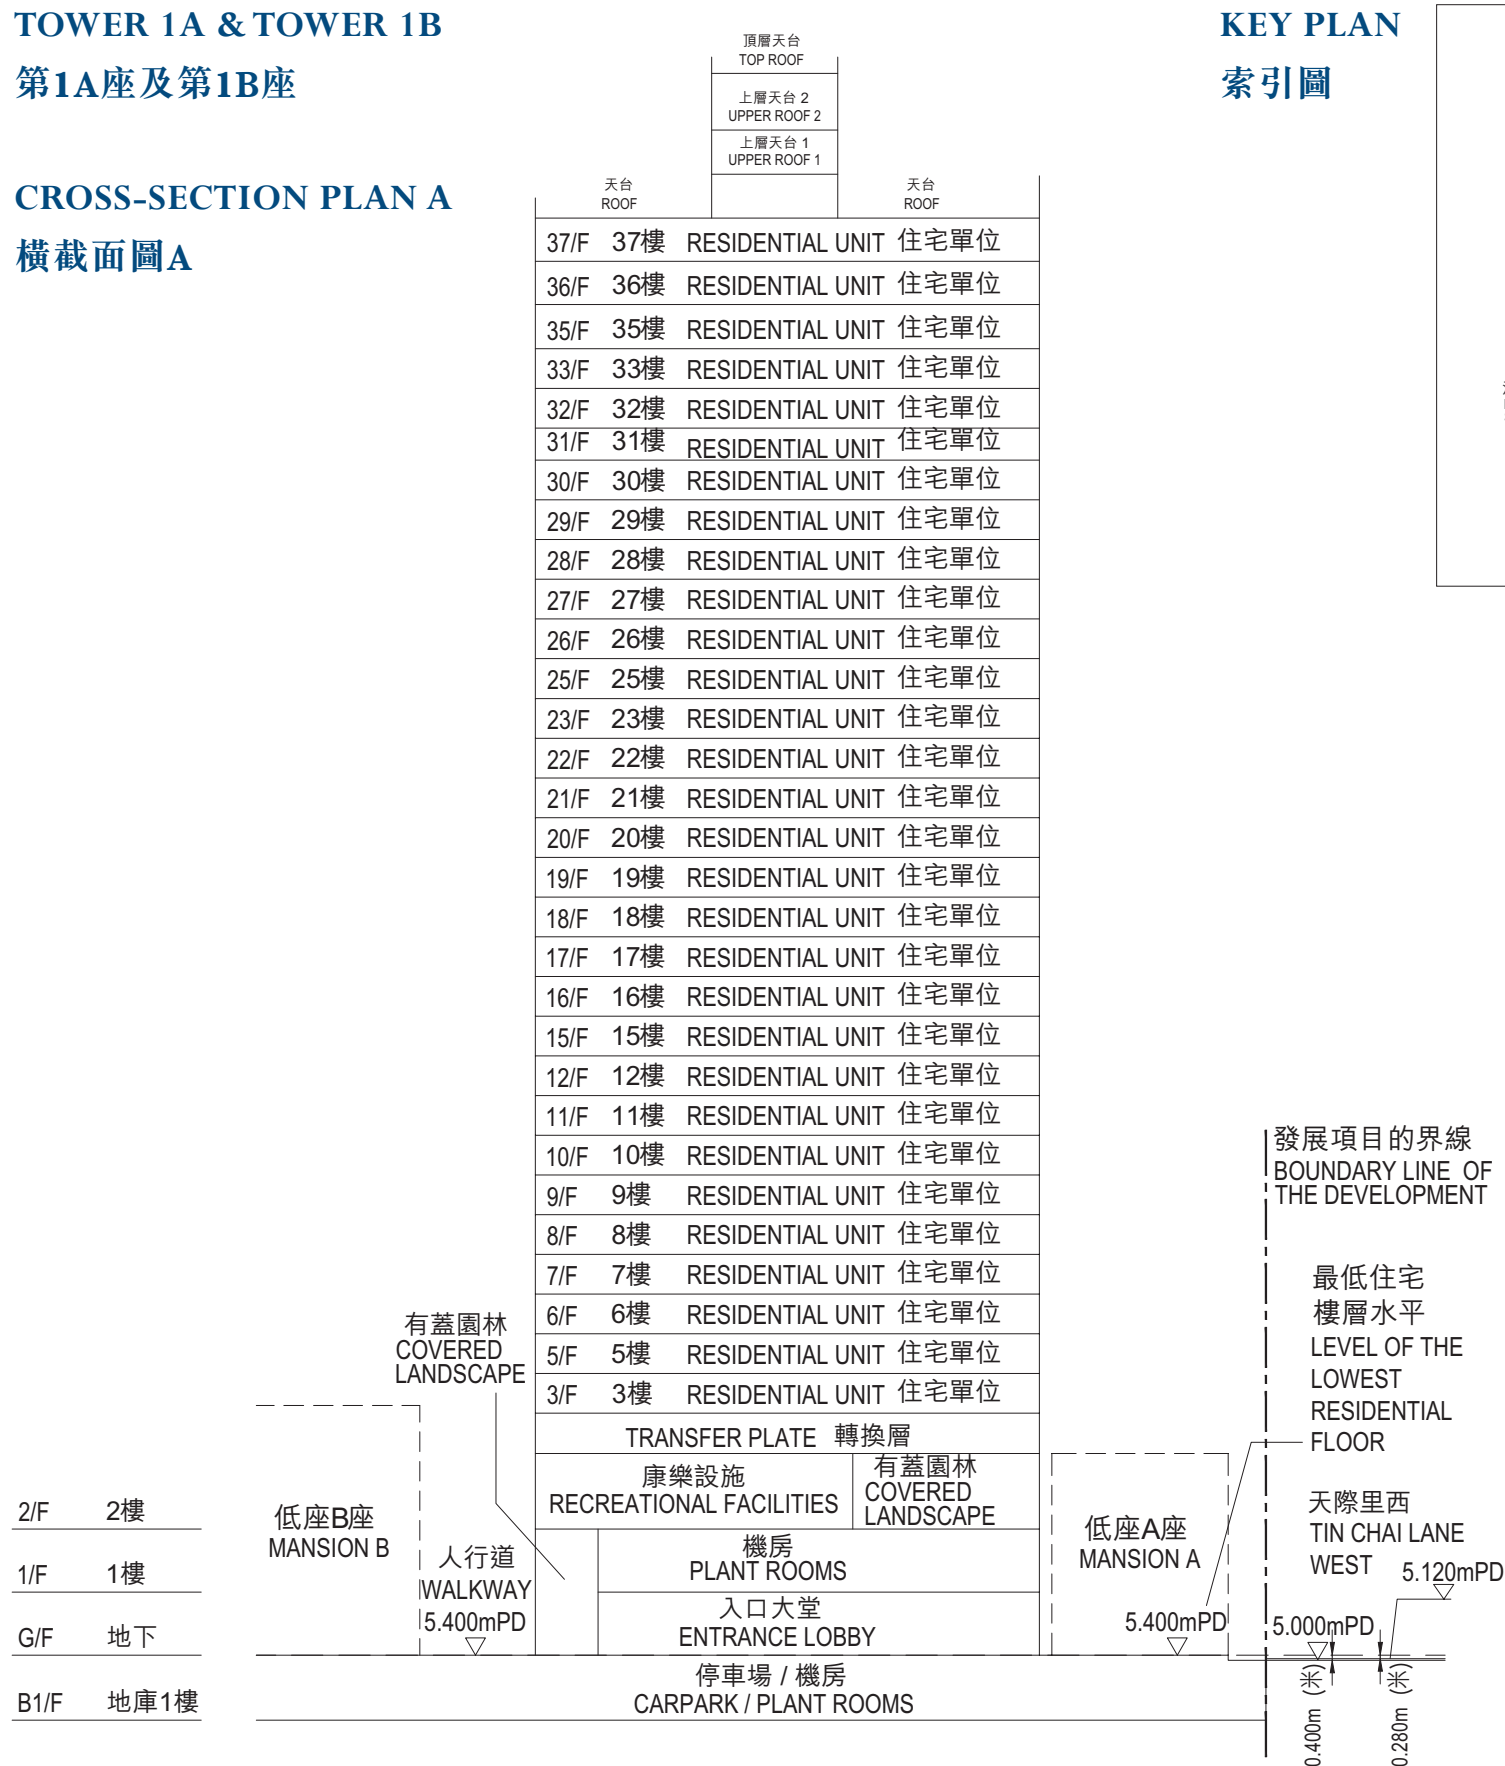 TOWER 1A & TOWER 1B
第1A座及第1B座
CROSS-SECTION PLAN A
橫截面圖A
KEY PLAN
索引圖
頂層天台
TOP ROOF
上層天台 2
UPPER ROOF 2
上層天台 1
UPPER ROOF 1
天台
ROOF
天台
ROOF
37/F 37樓 RESIDENTIAL UNIT 住宅單位
36/F 36樓 RESIDENTIAL UNIT 住宅單位
35/F 35樓 RESIDENTIAL UNIT 住宅單位
33/F 33樓 RESIDENTIAL UNIT 住宅單位
32/F 32樓 RESIDENTIAL UNIT 住宅單位
31/F 31樓 RESIDENTIAL UNIT 住宅單位
30/F 30樓 RESIDENTIAL UNIT 住宅單位
29/F 29樓 RESIDENTIAL UNIT 住宅單位
28/F 28樓 RESIDENTIAL UNIT 住宅單位
27/F 27樓 RESIDENTIAL UNIT 住宅單位
26/F 26樓 RESIDENTIAL UNIT 住宅單位
25/F 25樓 RESIDENTIAL UNIT 住宅單位
23/F 23樓 RESIDENTIAL UNIT 住宅單位
22/F 22樓 RESIDENTIAL UNIT 住宅單位
21/F 21樓 RESIDENTIAL UNIT 住宅單位
20/F 20樓 RESIDENTIAL UNIT 住宅單位
19/F 19樓 RESIDENTIAL UNIT 住宅單位
18/F 18樓 RESIDENTIAL UNIT 住宅單位
17/F 17樓 RESIDENTIAL UNIT 住宅單位
16/F 16樓 RESIDENTIAL UNIT 住宅單位
15/F 15樓 RESIDENTIAL UNIT 住宅單位
12/F 12樓 RESIDENTIAL UNIT 住宅單位
11/F 11樓 RESIDENTIAL UNIT 住宅單位
10/F 10樓 RESIDENTIAL UNIT 住宅單位
9/F 9樓 RESIDENTIAL UNIT 住宅單位
8/F 8樓 RESIDENTIAL UNIT 住宅單位
7/F 7樓 RESIDENTIAL UNIT 住宅單位
6/F 6樓 RESIDENTIAL UNIT 住宅單位
5/F 5樓 RESIDENTIAL UNIT 住宅單位
3/F 3樓 RESIDENTIAL UNIT 住宅單位
TRANSFER PLATE 轉換層
康樂設施
RECREATIONAL FACILITIES
有蓋園林
COVERED
LANDSCAPE
機房
PLANT ROOMS
入口大堂
ENTRANCE LOBBY
停車場 / 機房
CARPARK / PLANT ROOMS
有蓋園林
COVERED
LANDSCAPE
2/F 2樓
1/F 1樓
G/F 地下
B1/F 地庫1樓
低座B座
MANSION B
人行道
WALKWAY
5.400mPD
低座A座
MANSION A
5.400mPD
發展項目的界線
BOUNDARY LINE OF
THE DEVELOPMENT
最低住宅
樓層水平
LEVEL OF THE
LOWEST
RESIDENTIAL
FLOOR
天際里西
TIN CHAI LANE
WEST
5.120mPD
5.000mPD
0.400m (米)
0.280m (米)